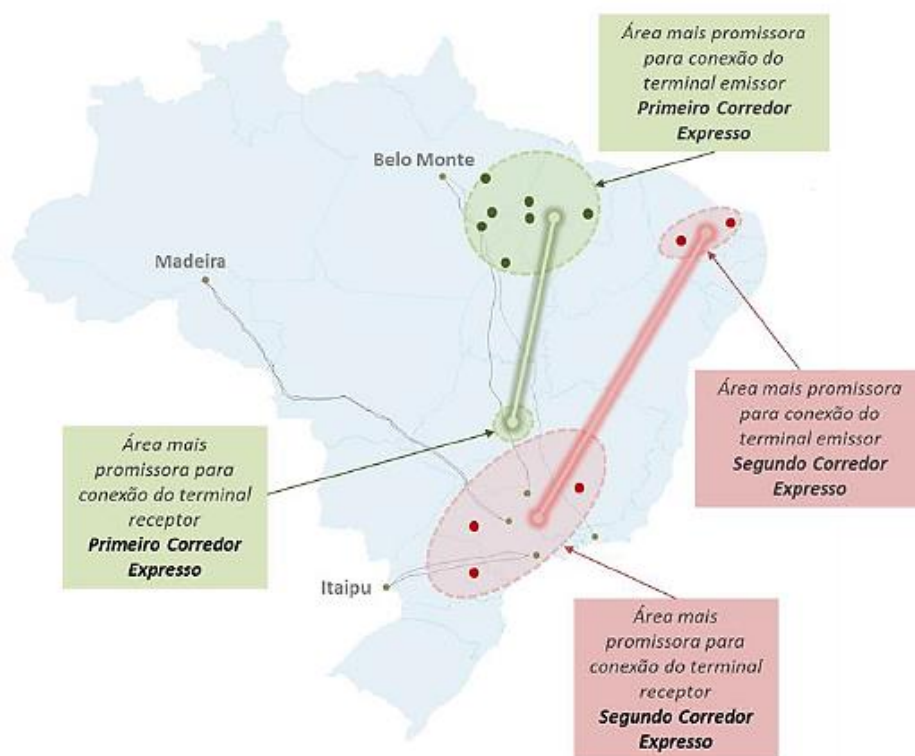 Área mais promissora
para conexão do
terminal emissor
Primeiro Corredor
Expresso
Belo Monte
Madeira
Área mais promissora
para conexão do
terminal emissor
Segundo Corredor
Expresso
Área mais
promissora para
conexão do terminal
receptor
Primeiro Corredor
Expresso
Itaipu
Área mais
promissora para
conexão do terminal
receptor
Segundo Corredor
Expresso